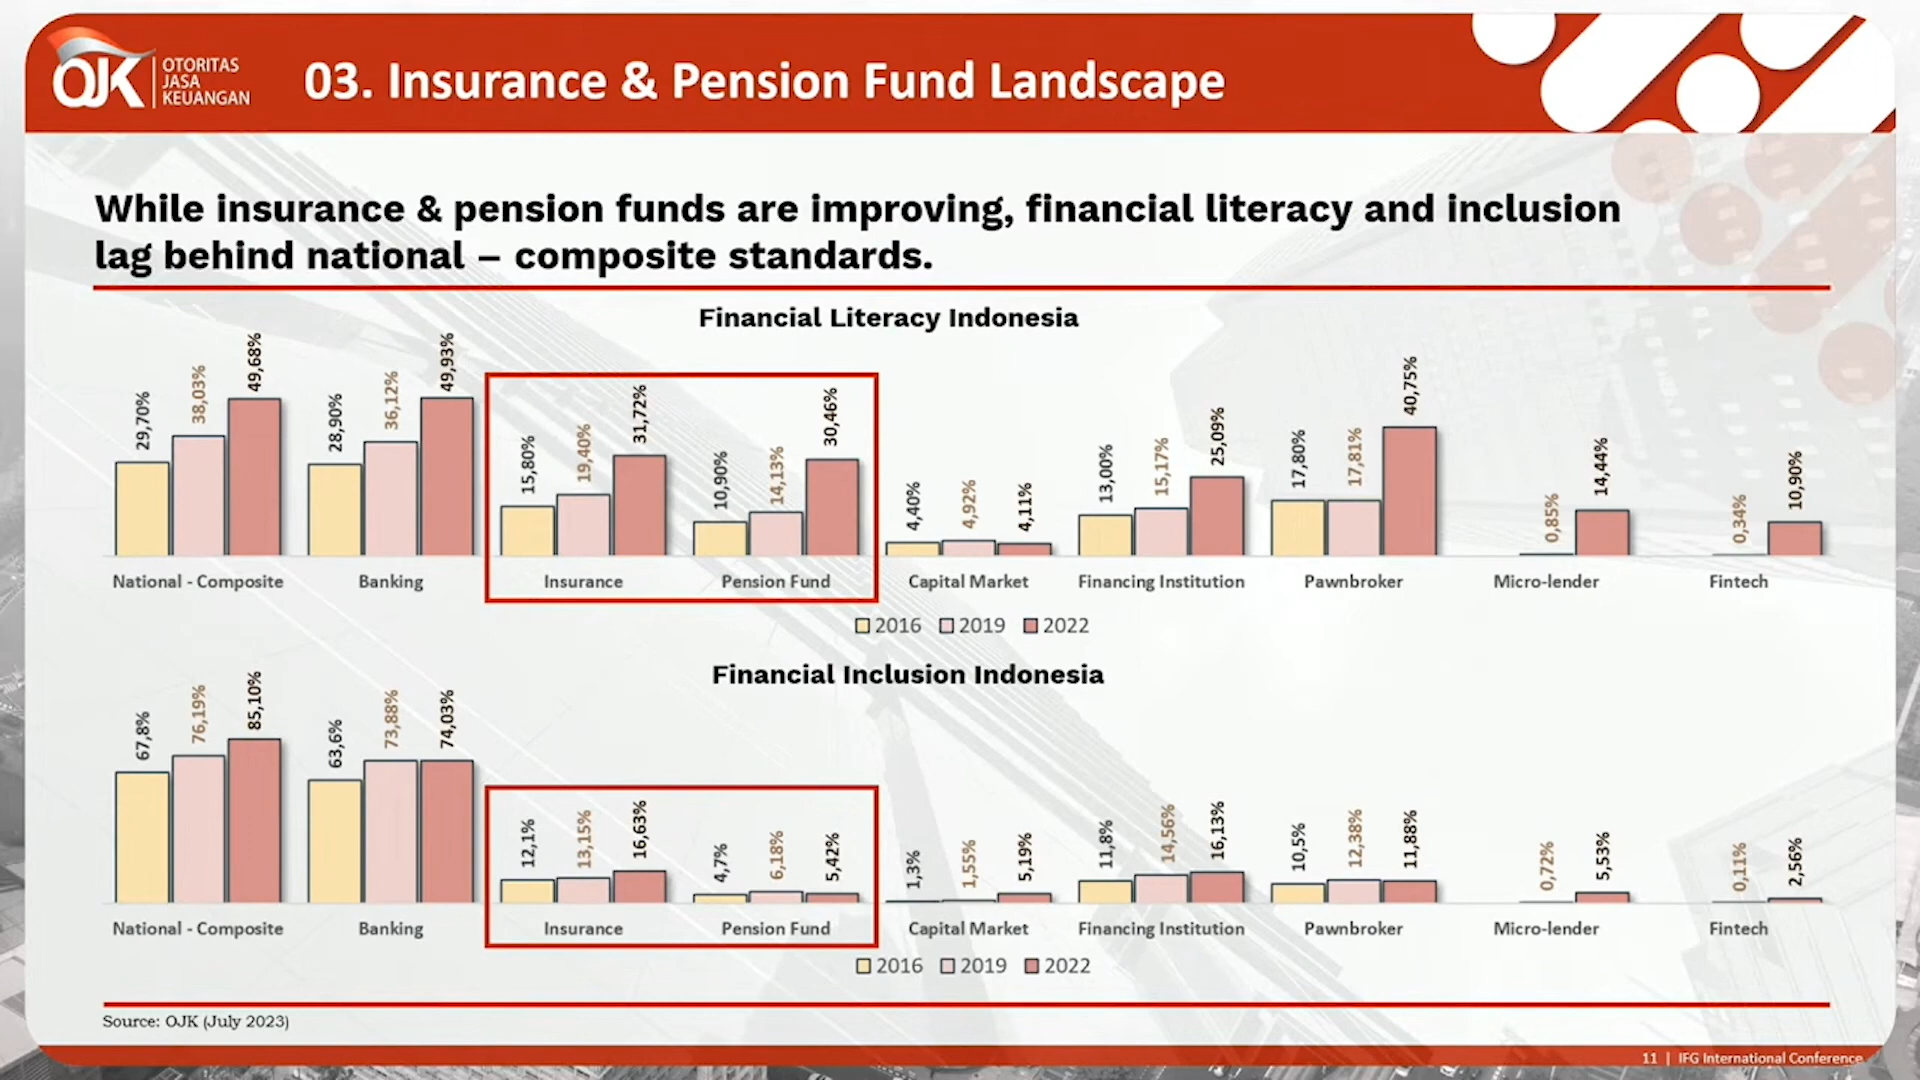 OJK
OTORITAS
JASA
KEUANGAN
03. Insurance & Pension Fund Landscape
While insurance & pension funds are improving, financial literacy and inclusion
lag behind national – composite standards.
Financial Literacy Indonesia
29,70% 38,03% 49,68% 28,90% 36,12% 49,93% 15,80% 19,40% 31,72% 10,90% 14,13% 30,46% 4,40% 4,92% 4,11% 13,00% 15,17% 25,09% 17,80% 17,81% 40,75% 0,85% 14,44% 0,34% 10,90%
National - Composite Banking Insurance Pension Fund Capital Market Financing Institution Pawnbroker Micro-lender Fintech
2016 2019 2022
Financial Inclusion Indonesia
67,8% 76,19% 85,10% 63,6% 73,88% 74,03% 12,1% 13,15% 16,63% 4,7% 6,18% 5,42% 1,3% 1,55% 5,19% 11,8% 14,56% 16,13% 10,5% 12,38% 11,88% 0,72% 5,53% 0,11% 2,56%
National - Composite Banking Insurance Pension Fund Capital Market Financing Institution Pawnbroker Micro-lender Fintech
2016 2019 2022
Source: OJK (July 2023)
11 | IFG International Conference